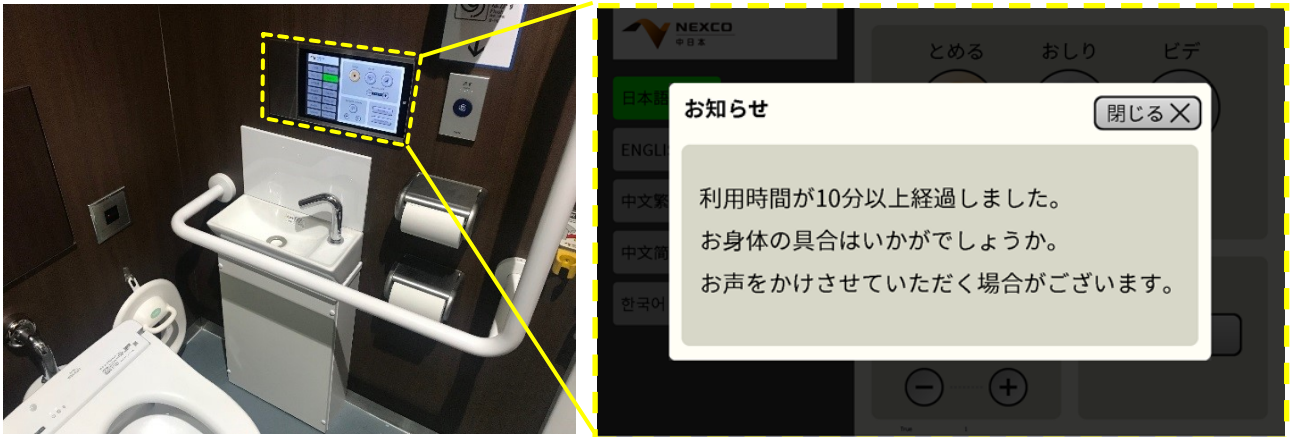 NEXCO
中日本
とめる
おしり
ビデ
日本語
ENGLI
中文繁
中文简
한국어
お知らせ
閉じる
利用時間が10分以上経過しました。
お身体の具合はいかがでしょうか。
お声をかけさせていただく場合がございます。